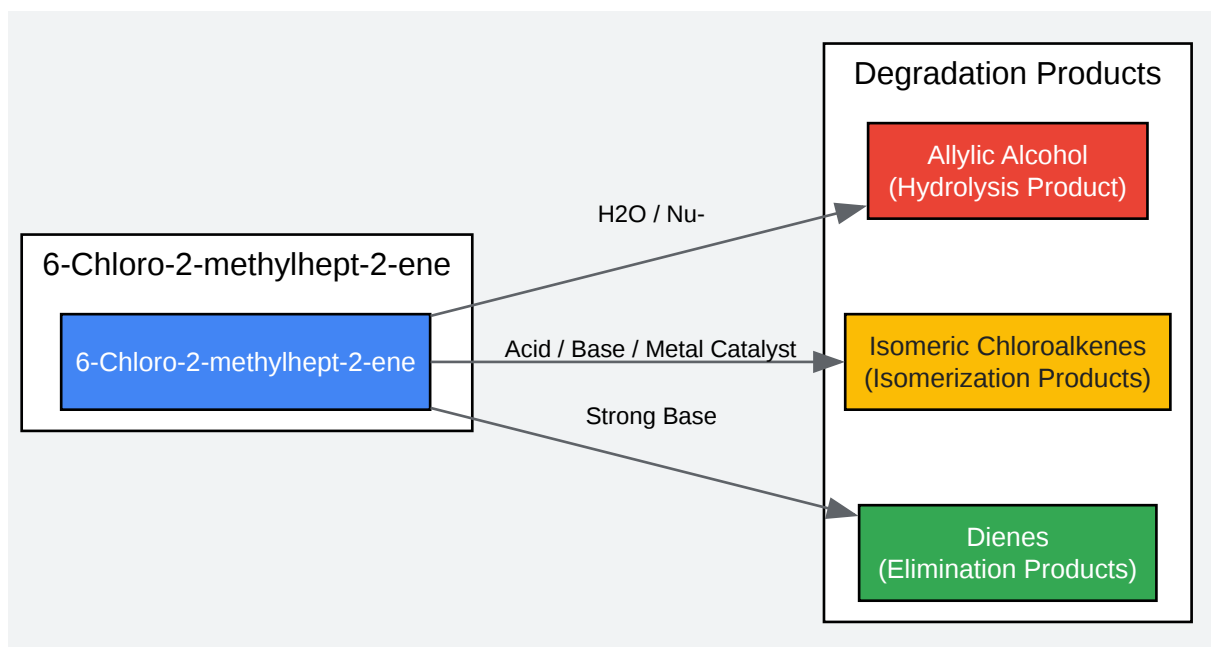 6-Chloro-2-methylhept-2-ene
6-Chloro-2-methylhept-2-ene
H2O / Nu-
Acid / Base / Metal Catalyst
Strong Base
Degradation Products
Allylic Alcohol
(Hydrolysis Product)
Isomeric Chloroalkenes
(Isomerization Products)
Dienes
(Elimination Products)